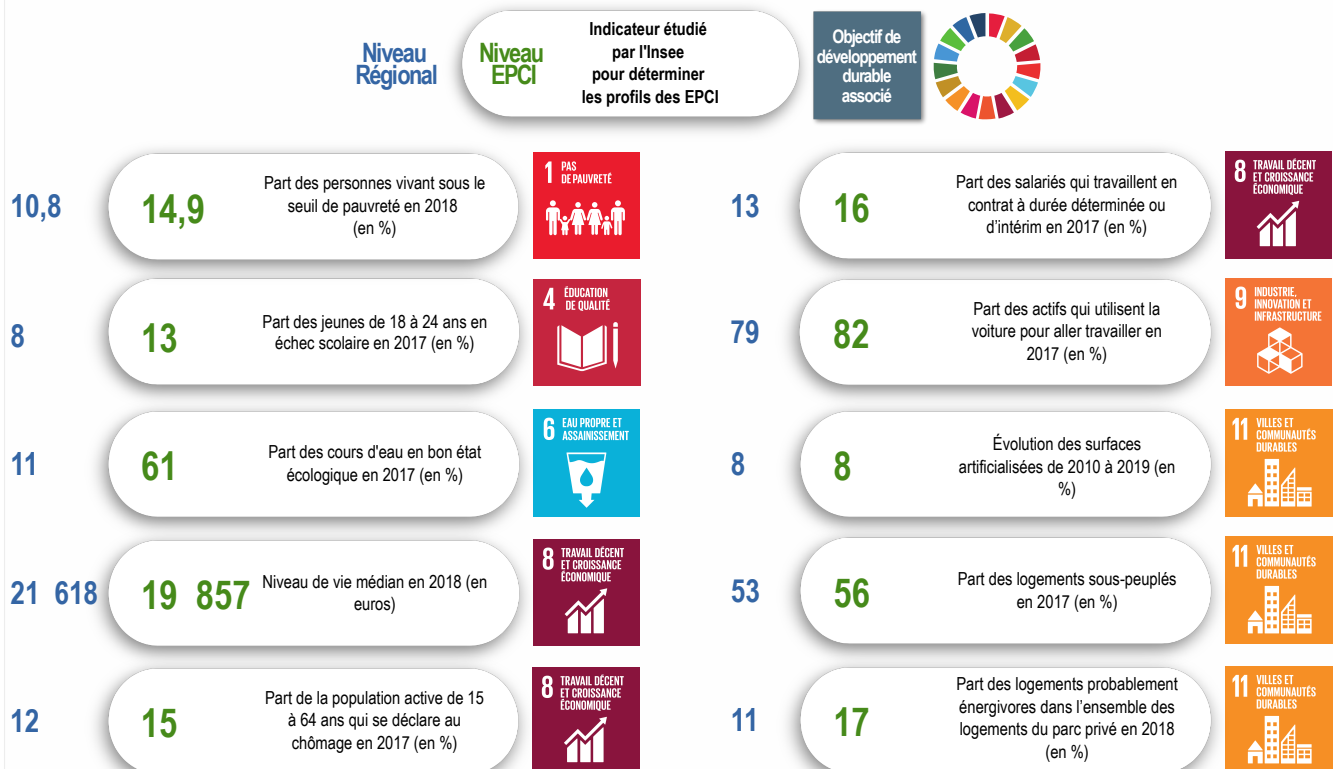 Niveau
Régional
Niveau
EPCI
Indicateur étudié
par l'Insee
pour déterminer
les profils des EPCI
Objectif de
développement
durable
associé
10,8
14,9
Part des personnes vivant sous le
seuil de pauvreté en 2018
(en %)
1 PAS
DE PAUVRETÉ
8
13
Part des jeunes de 18 à 24 ans en
échec scolaire en 2017 (en %)
4 ÉDUCATION
DE QUALITÉ
11
61
Part des cours d'eau en bon état
écologique en 2017 (en %)
6 EAU PROPRE ET
ASSAINISSEMENT
21 618
19 857
Niveau de vie médian en 2018 (en
euros)
8 TRAVAIL DÉCENT
ET CROISSANCE
ÉCONOMIQUE
12
15
Part de la population active de 15
à 64 ans qui se déclare au
chômage en 2017 (en %)
8 TRAVAIL DÉCENT
ET CROISSANCE
ÉCONOMIQUE
13
16
Part des salariés qui travaillent en
contrat à durée déterminée ou
d’intérim en 2017 (en %)
8 TRAVAIL DÉCENT
ET CROISSANCE
ÉCONOMIQUE
79
82
Part des actifs qui utilisent la
voiture pour aller travailler en
2017 (en %)
9 INDUSTRIE,
INNOVATION ET
INFRASTRUCTURE
8
8
Évolution des surfaces
artificialisées de 2010 à 2019 (en
%)
11 VILLES ET
COMMUNAUTÉS
DURABLES
53
56
Part des logements sous-peuplés
en 2017 (en %)
11 VILLES ET
COMMUNAUTÉS
DURABLES
11
17
Part des logements probablement
énergivores dans l’ensemble des
logements du parc privé en 2018
(en %)
11 VILLES ET
COMMUNAUTÉS
DURABLES